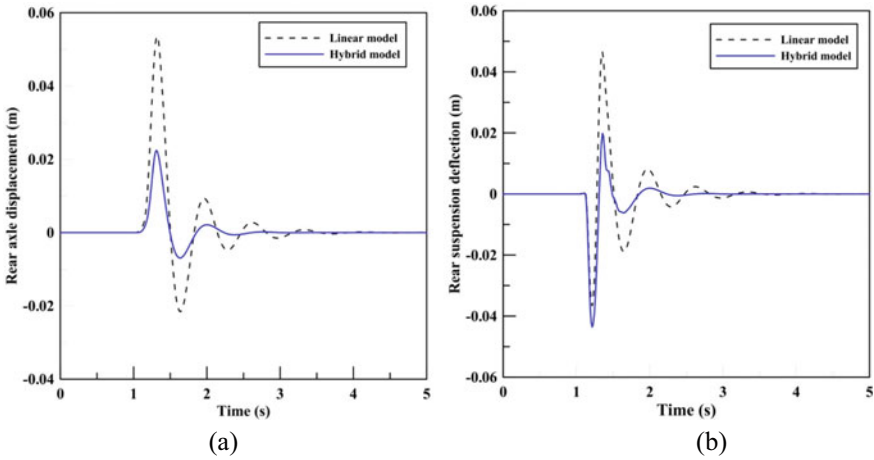 0.06
0.04
0.02
0
-0.02
-0.04
Rear axle displacement (m)
Linear model
Hybrid model
0
1
2
3
4
5
Time (s)
(a)
0.06
0.04
0.02
0
-0.02
-0.04
-0.06
Rear suspension deflcetion (m)
Linear model
Hybrid model
0
1
2
3
4
5
Time (s)
(b)